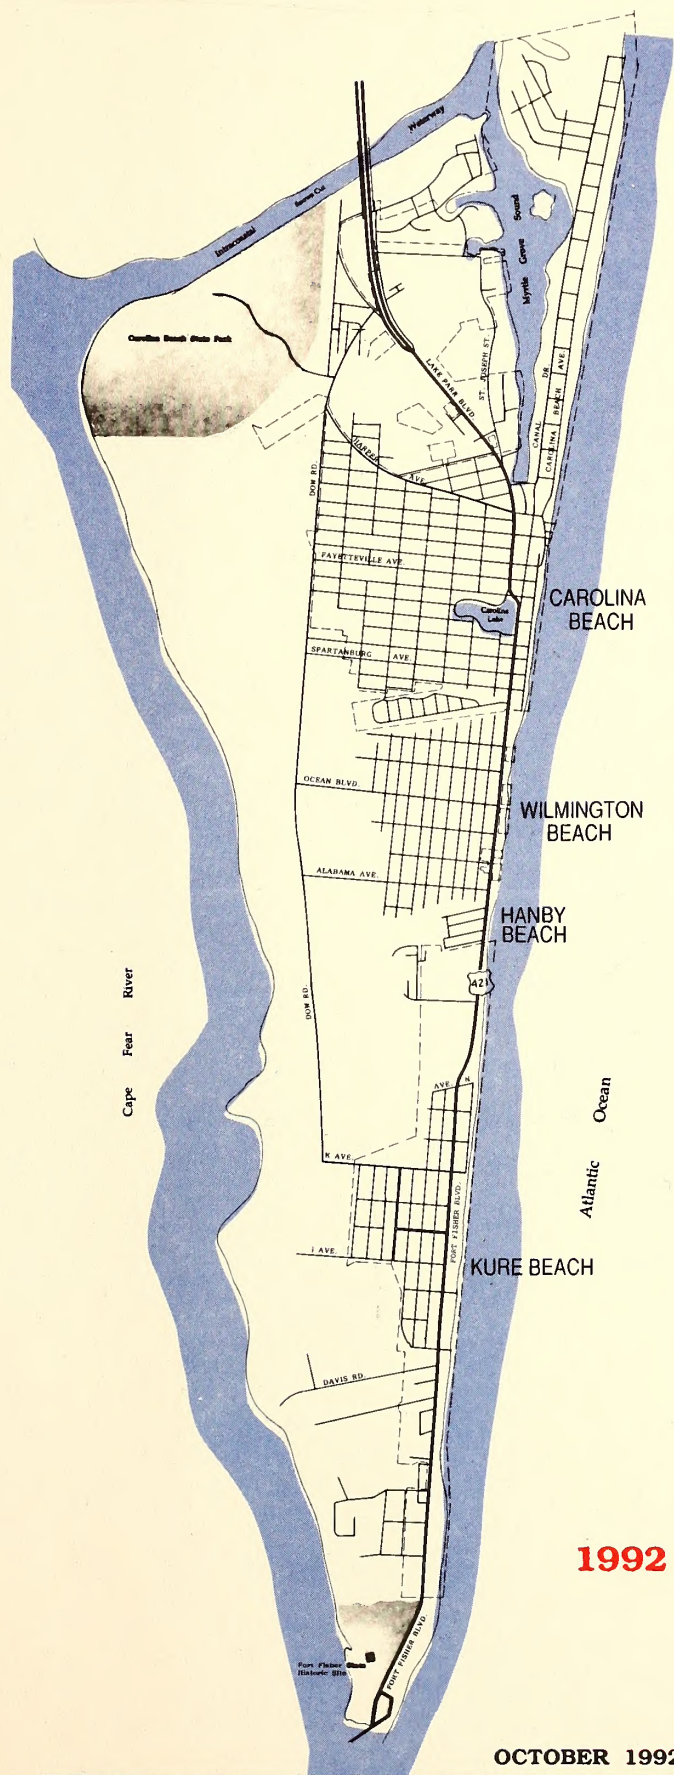 Waterway
Snows Cut
Intracoastal
Myrtle Grove Sound
Carolina Beach State Park
LAKE PARK BLVD
ST. JOSEPH ST.
CANAL DR
CAROLINA BEACH AVE.
HARPER AVE.
DOW RD.
FAYETTEVILLE AVE.
CAROLINA
BEACH
Carolina
Lake
SPARTANBURG AVE.
OCEAN BLVD.
WILMINGTON
BEACH
ALABAMA AVE.
HANBY
BEACH
421
Cape Fear River
DOW RD.
AVE. N
Atlantic Ocean
K AVE.
FORT FISHER BLVD.
I AVE.
KURE BEACH
DAVIS RD.
1992
Fort Fisher State
Historic Site
FORT FISHER BLVD.
OCTOBER 1992